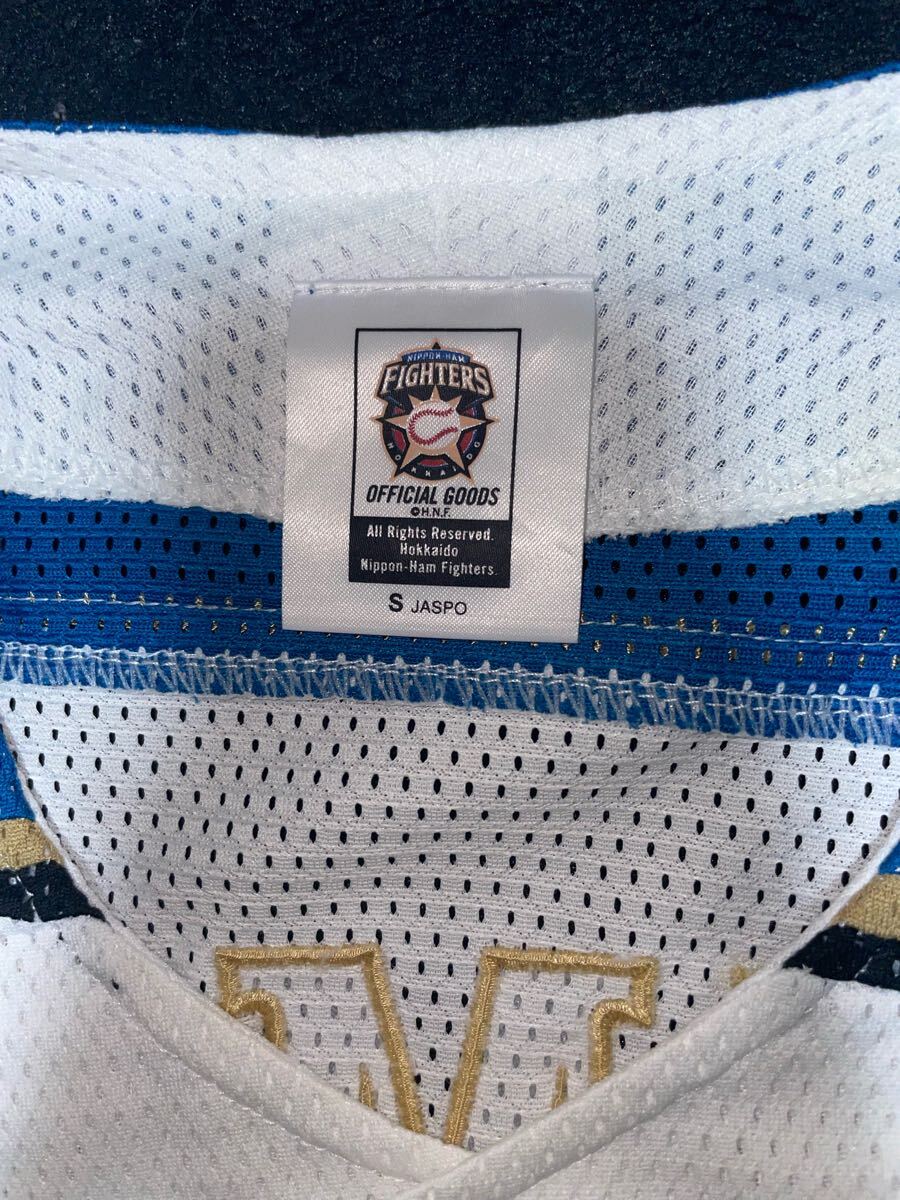 NIPPON-HAM
FIGHTERS
HOKKAIDO
OFFICIAL GOODS
©H.N.F.
All Rights Reserved.
Hokkaido
Nippon-Ham Fighters.
S JASPO